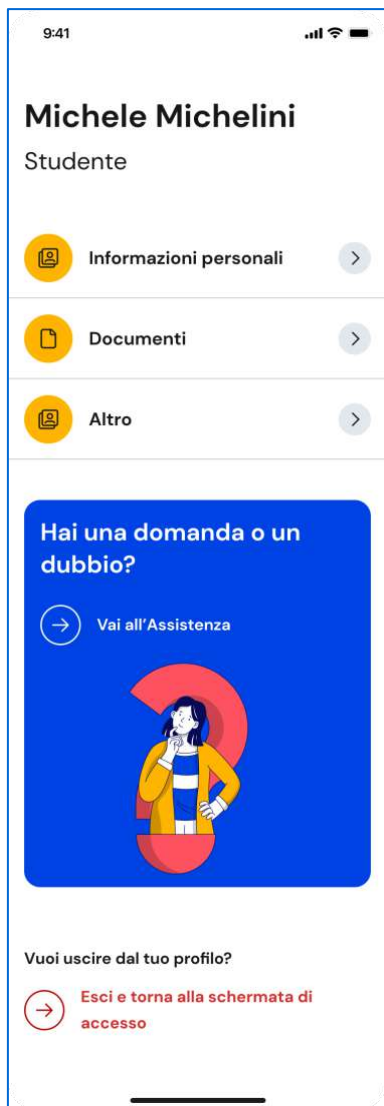 9:41
Michele Michelini
Studente
Informazioni personali
Documenti
Altro
Hai una domanda o un
dubbio?
Vai all’Assistenza
Vuoi uscire dal tuo profilo?
Esci e torna alla schermata di
accesso